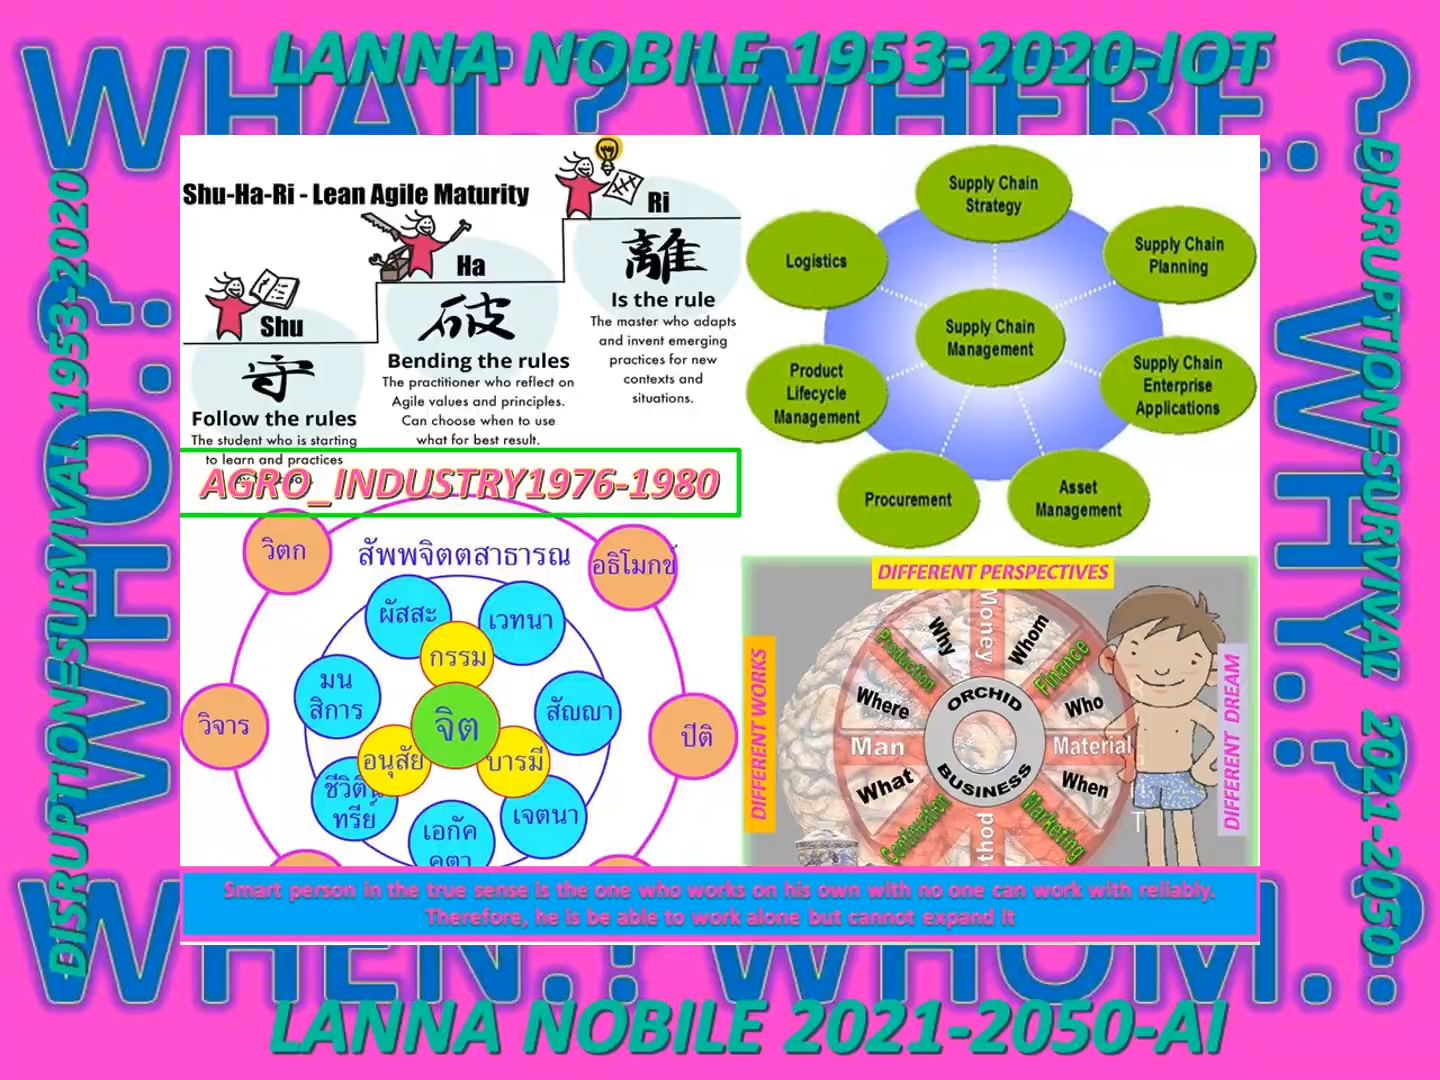 LANNA NOBILE 1953-2020-IOT
WHAT.? WHERE.?
WHO.?
DISRUPTION=SURVIVAL 1953-2020
WHY.?
DISRUPTION=SURVIVAL 2021-2050
Shu-Ha-Ri - Lean Agile Maturity
Ri
離
Is the rule
The master who adapts
and invent emerging
practices for new
contexts and
situations.
Ha
破
Bending the rules
The practitioner who reflect on
Agile values and principles.
Can choose when to use
what for best result.
Shu
守
Follow the rules
The student who is starting
to learn and practices
AGRO_INDUSTRY1976-1980
Supply Chain
Strategy
Logistics
Supply Chain
Planning
Supply Chain
Management
Product
Lifecycle
Management
Supply Chain
Enterprise
Applications
Procurement
Asset
Management
วิตก
สัพพจิตตสาธารณ
อธิโมกข์
ผัสสะ
เวทนา
กรรม
มน
สิการ
สัญญา
วิจาร
จิต
ปีติ
อนุสัย
บารมี
ทรีย์
เจตนา
เอกัค
คตา
DIFFERENT PERSPECTIVES
DIFFERENT WORKS
DIFFERENT DREAM
Money
Why
Whom
Production
Finance
Where
ORCHID
Who
Man
Material
What
BUSINESS
When
Marketing
T
Smart person in the true sense is the one who works on his own with no one can work with reliably.
Therefore, he is be able to work alone but cannot expand it
WHEN.? WHOM.?
LANNA NOBILE 2021-2050-AI